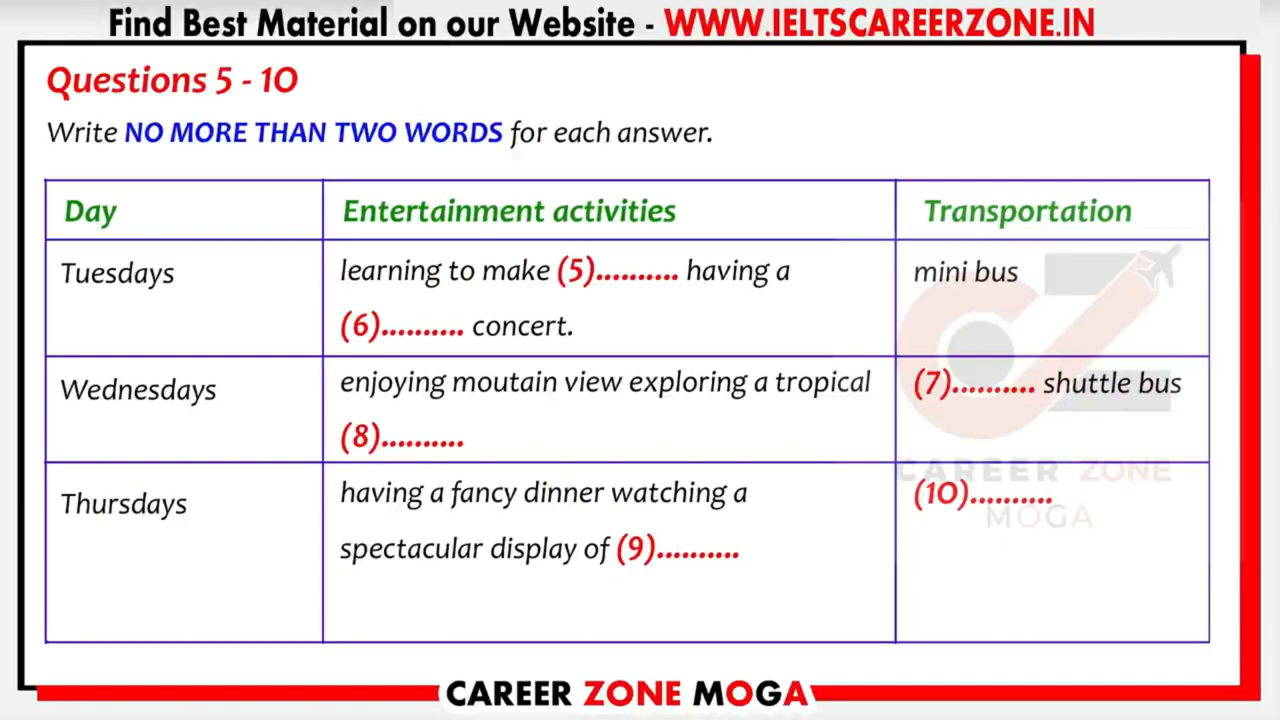 Find Best Material on our Website - WWW.IELTSCAREERZONE.IN
Questions 5 - 10
Write NO MORE THAN TWO WORDS for each answer.
Day
Entertainment activities
Transportation
Tuesdays
learning to make (5).......... having a
(6).......... concert.
mini bus
Wednesdays
enjoying moutain view exploring a tropical
(8)..........
(7).......... shuttle bus
Thursdays
having a fancy dinner watching a
spectacular display of (9)..........
(10)..........
CAREER ZONE
MOGA
CAREER ZONE MOGA